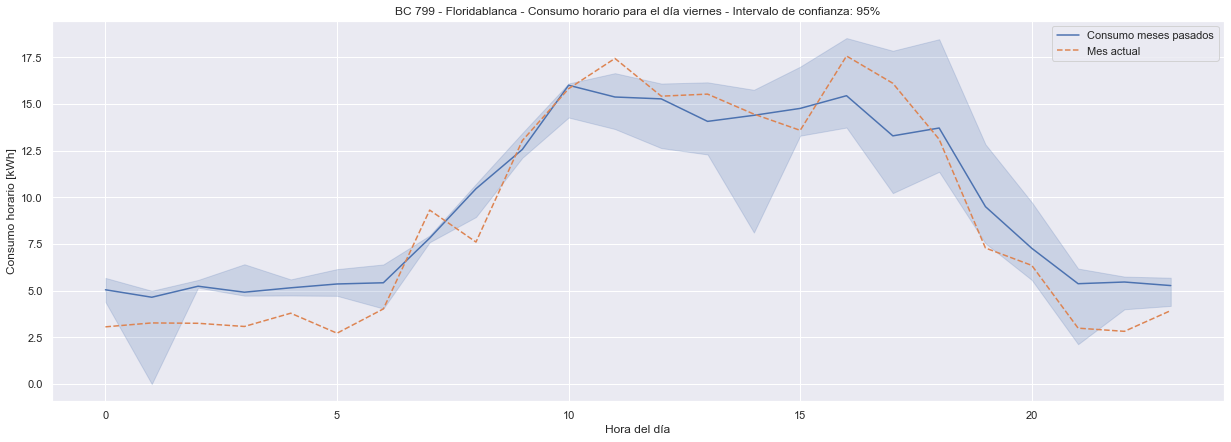 BC 799 - Floridablanca - Consumo horario para el día viernes - Intervalo de confianza: 95%
Consumo meses pasados
Mes actual
Consumo horario [kWh]
17.5
15.0
12.5
10.0
7.5
5.0
2.5
0.0
0 5 10 15 20
Hora del día